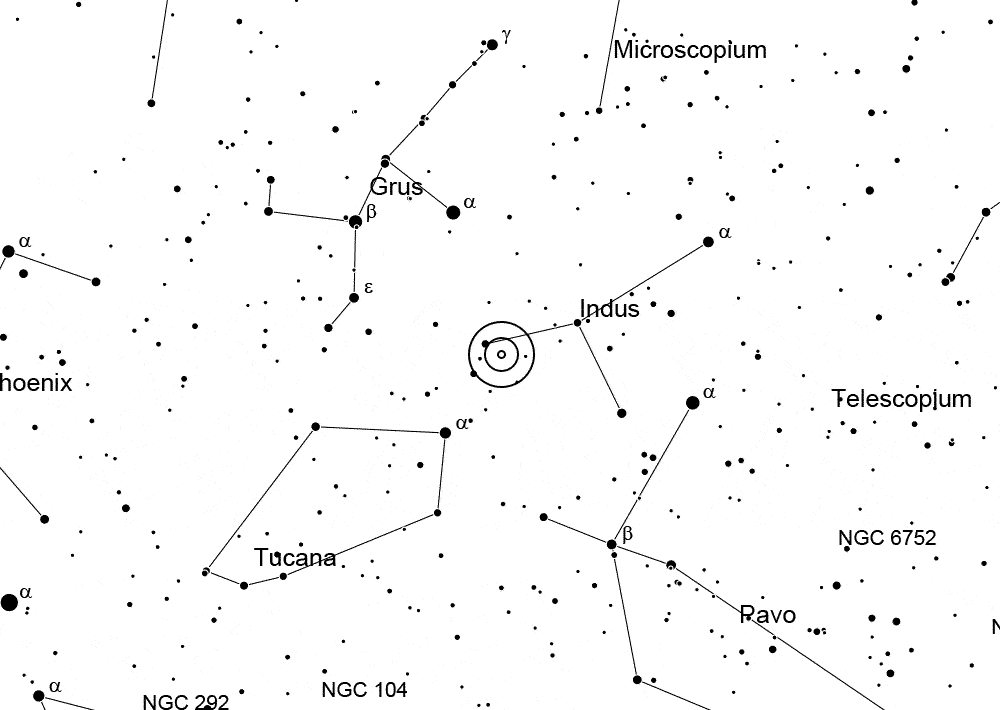 γ
Microscopium
Grus
α
β
α
α
ε
Indus
hoenix
α
Telescopium
α
β
NGC 6752
Tucana
α
Pavo
N
α
NGC 104
NGC 292